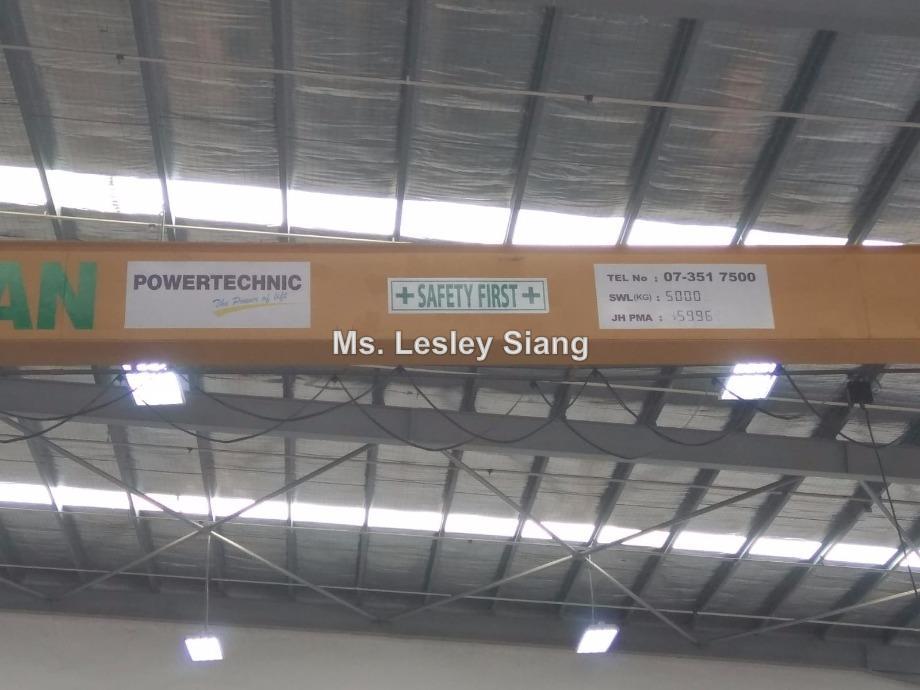 AN
POWERTECHNIC
The Power of lift
SAFETY FIRST
TEL No : 07-351 7500
SWL(KG) : 5000
JH PMA :
Ms. Lesley Siang